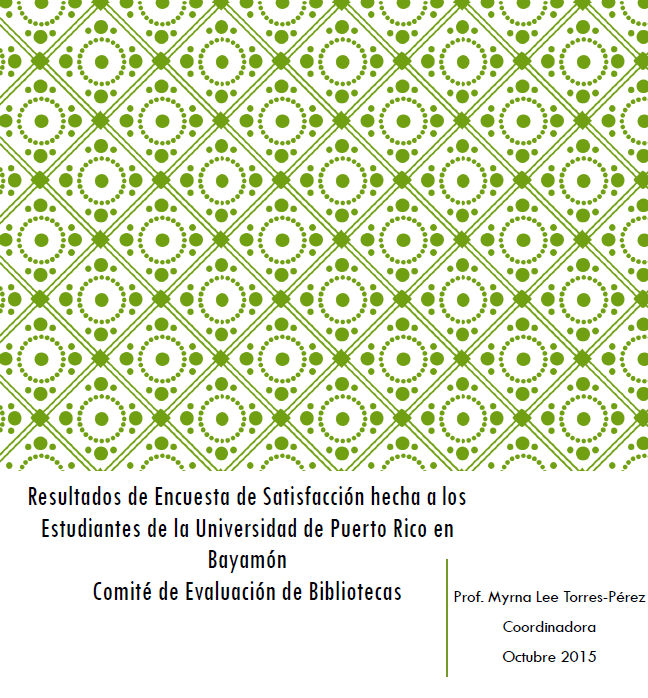 Resultados de Encuesta de Satisfacción hecha a los
Estudiantes de la Universidad de Puerto Rico en
Bayamón
Comité de Evaluación de Bibliotecas
Prof. Myrna Lee Torres-Pérez
Coordinadora
Octubre 2015